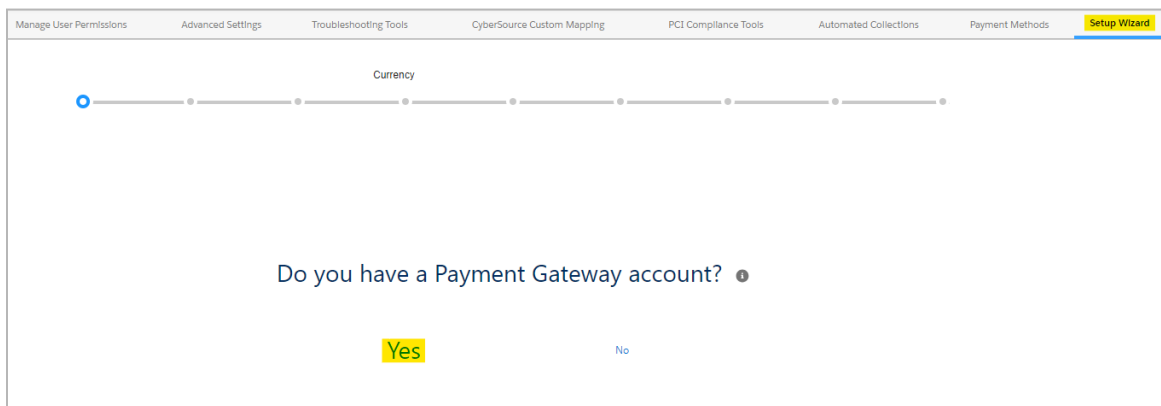 Manage User Permissions Advanced Settings Troubleshooting Tools CyberSource Custom Mapping PCI Compliance Tools Automated Collections Payment Methods Setup Wizard
Currency
Do you have a Payment Gateway account?
Yes No